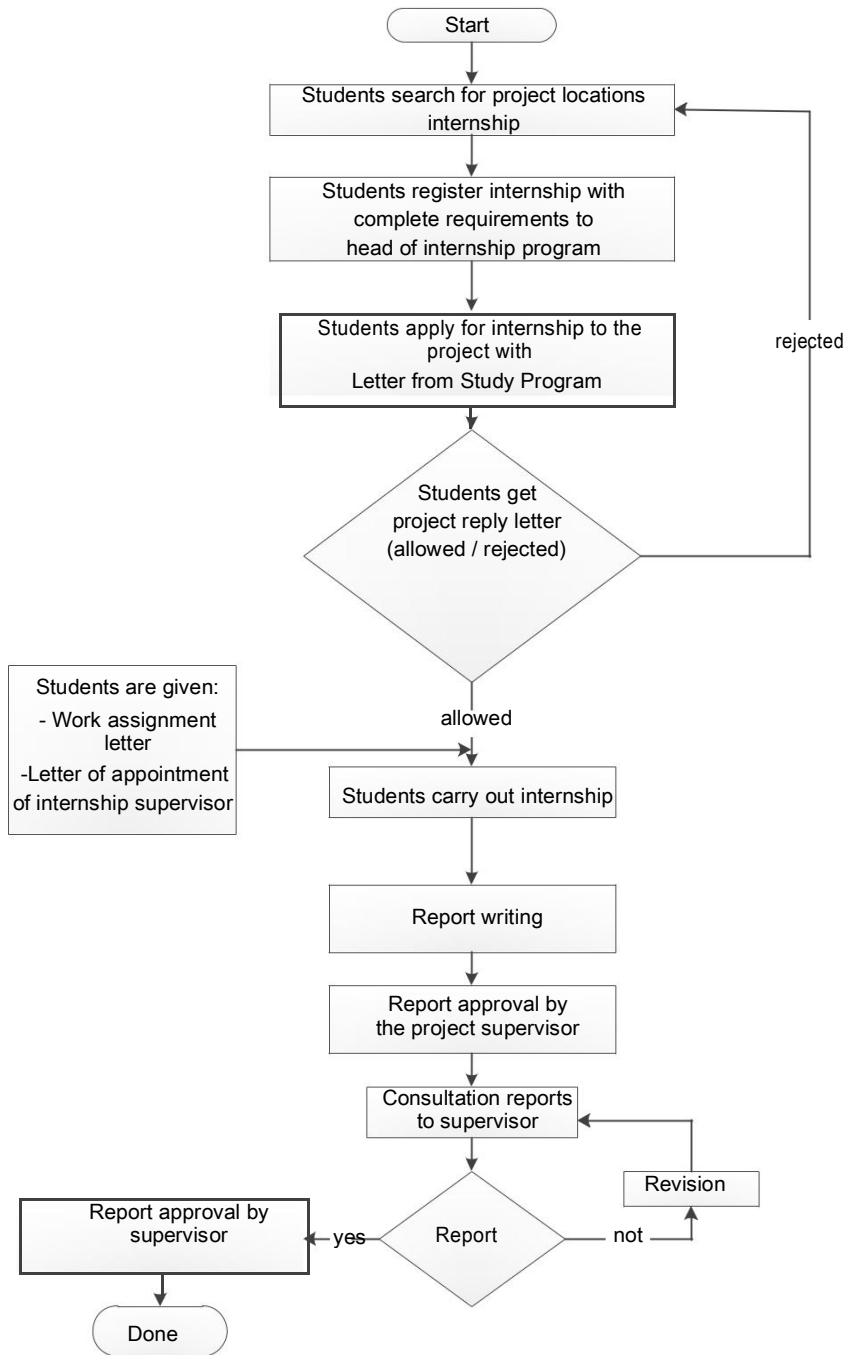 Start
Students search for project locations
internship
Students register internship with
complete requirements to
head of internship program
Students apply for internship to the
project with
Letter from Study Program
rejected
Students get
project reply letter
(allowed / rejected)
Students are given:
- Work assignment
letter
-Letter of appointment
of internship supervisor
allowed
Students carry out internship
Report writing
Report approval by
the project supervisor
Consultation reports
to supervisor
Revision
Report approval by
supervisor
yes
Report
not
Done